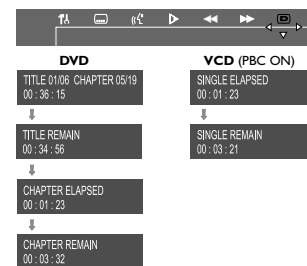 DVD
TITLE 01/06 CHAPTER 05/19
00 : 36 : 15
TITLE REMAIN
00 : 34 : 56
CHAPTER ELAPSED
00 : 01 : 23
CHAPTER REMAIN
00 : 03 : 32
VCD (PBC ON)
SINGLE ELAPSED
00 : 01 : 23
SINGLE REMAIN
00 : 03 : 21